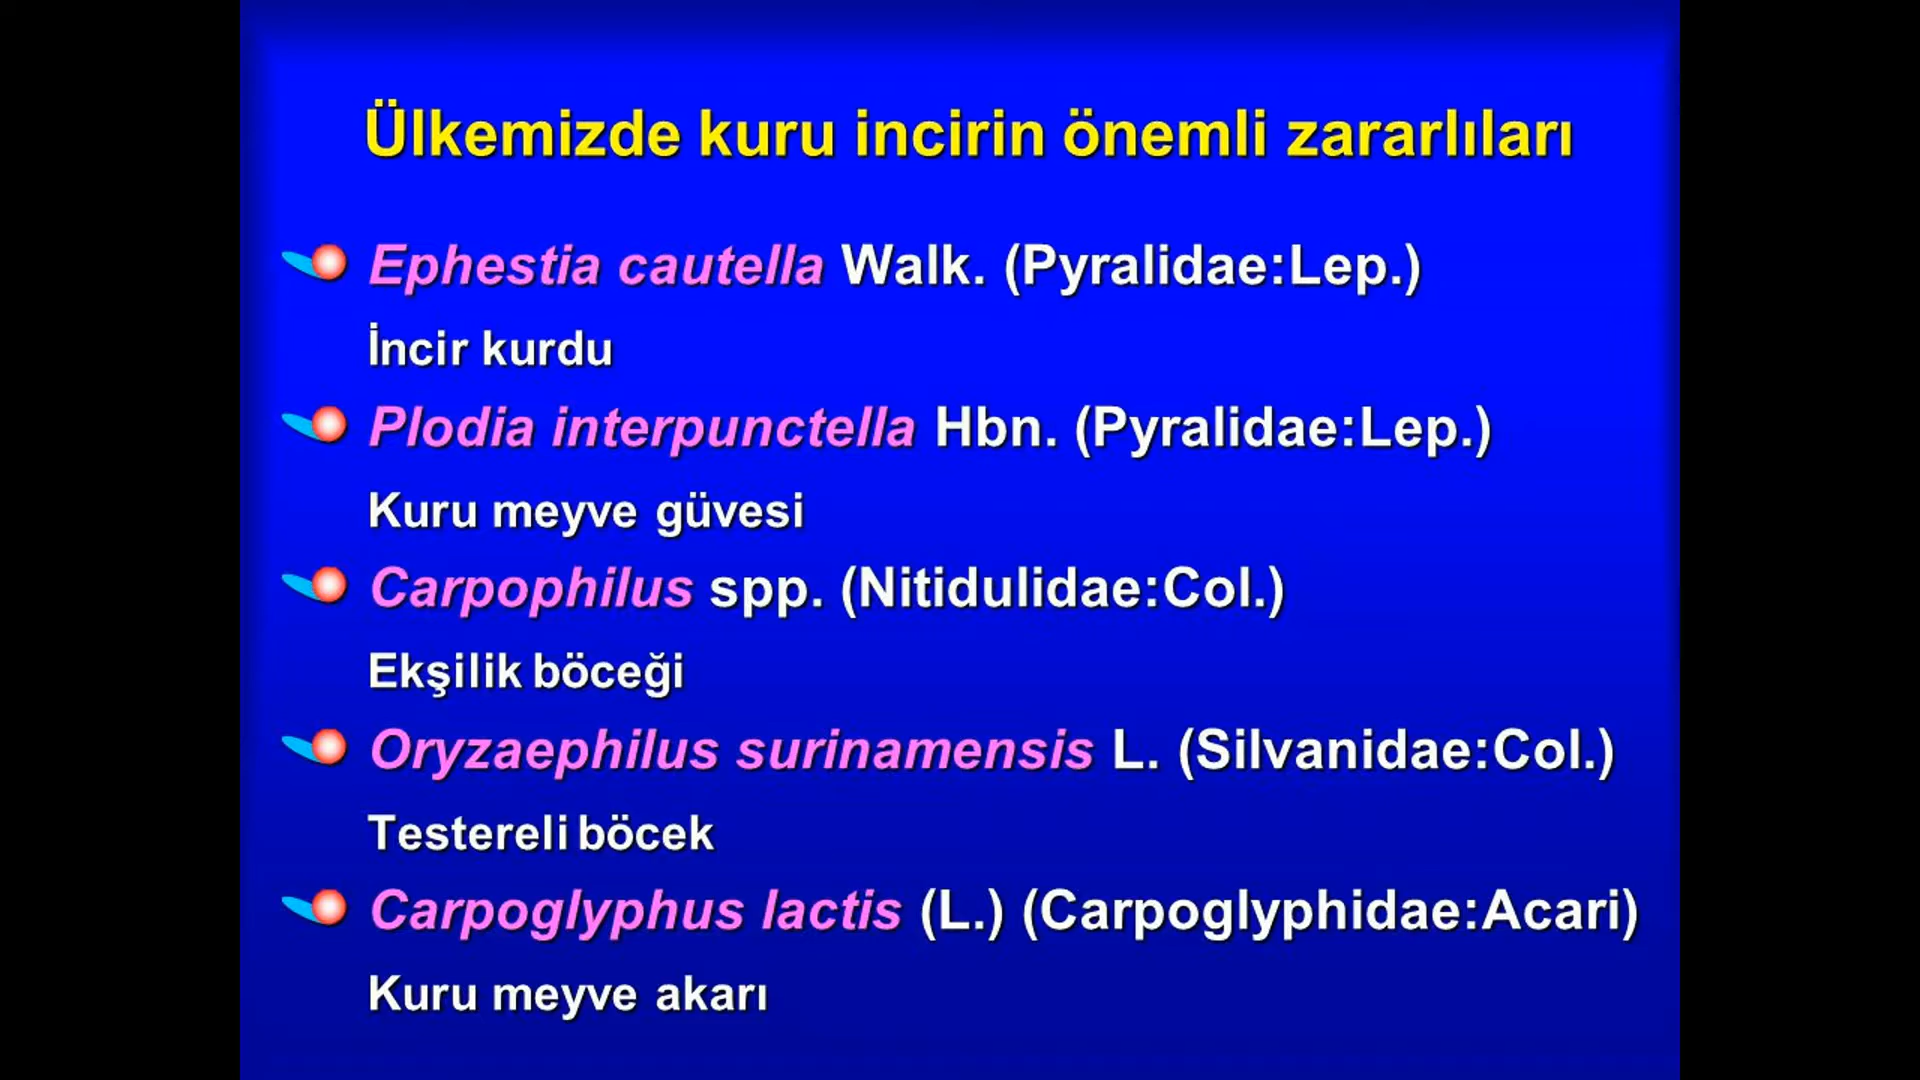 Ülkemizde kuru incirin önemli zararlıları
Ephestia cautella Walk. (Pyralidae:Lep.)
İncir kurdu
Plodia interpunctella Hbn. (Pyralidae:Lep.)
Kuru meyve güvesi
Carpophilus spp. (Nitidulidae:Col.)
Ekşilik böceği
Oryzaephilus surinamensis L. (Silvanidae:Col.)
Testereli böcek
Carpoglyphus lactis (L.) (Carpoglyphidae:Acari)
Kuru meyve akarı